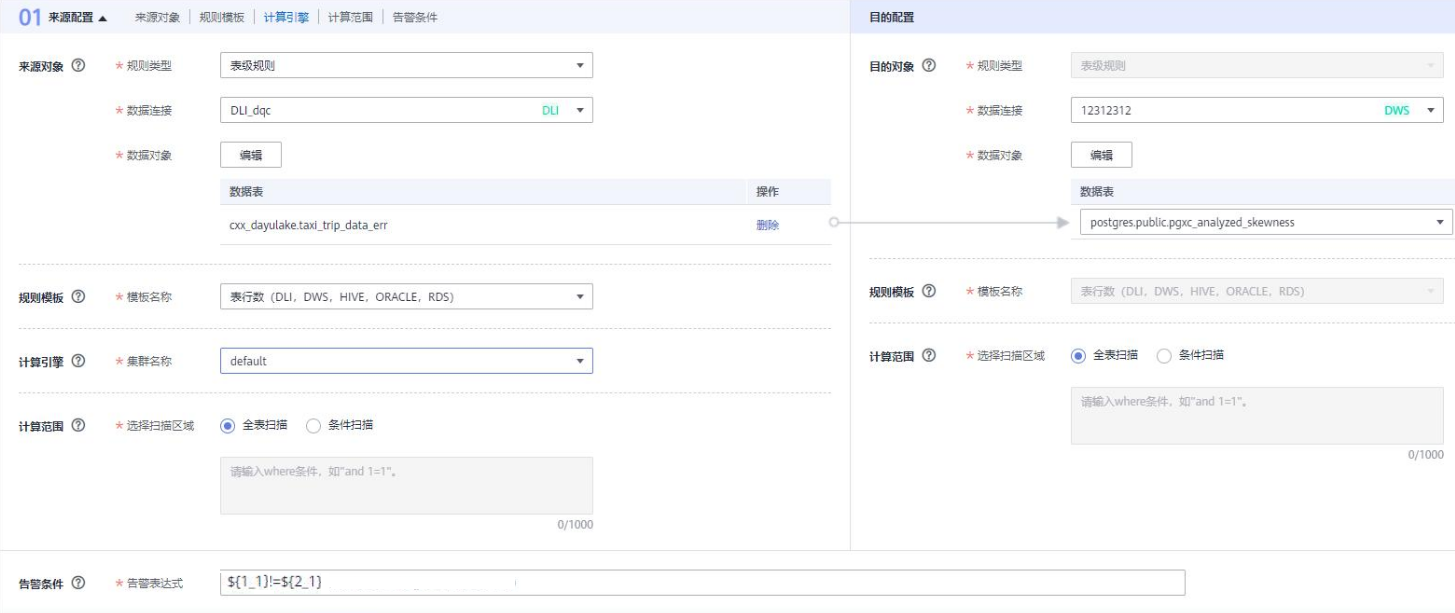 01 来源配置 来源对象 规则模板 计算引擎 计算范围 告警条件
来源对象 * 规则类型 表级规则
* 数据连接 DLI_dqc DLI
* 数据对象 编辑
数据表 操作
cxx_dayulake.taxi_trip_data_err 删除
规则模板 * 模板名称 表行数（DLI，DWS，HIVE，ORACLE，RDS）
计算引擎 * 集群名称 default
计算范围 * 选择扫描区域 全表扫描 条件扫描
请输入where条件，如"and 1=1"。
0/1000
目的配置
目的对象 * 规则类型 表级规则
* 数据连接 12312312 DWS
* 数据对象 编辑
数据表
postgres.public.pgxc_analyzed_skewness
规则模板 * 模板名称 表行数（DLI，DWS，HIVE，ORACLE，RDS）
计算范围 * 选择扫描区域 全表扫描 条件扫描
请输入where条件，如"and 1=1"。
0/1000
告警条件 * 告警表达式 ${1_1}!=${2_1}